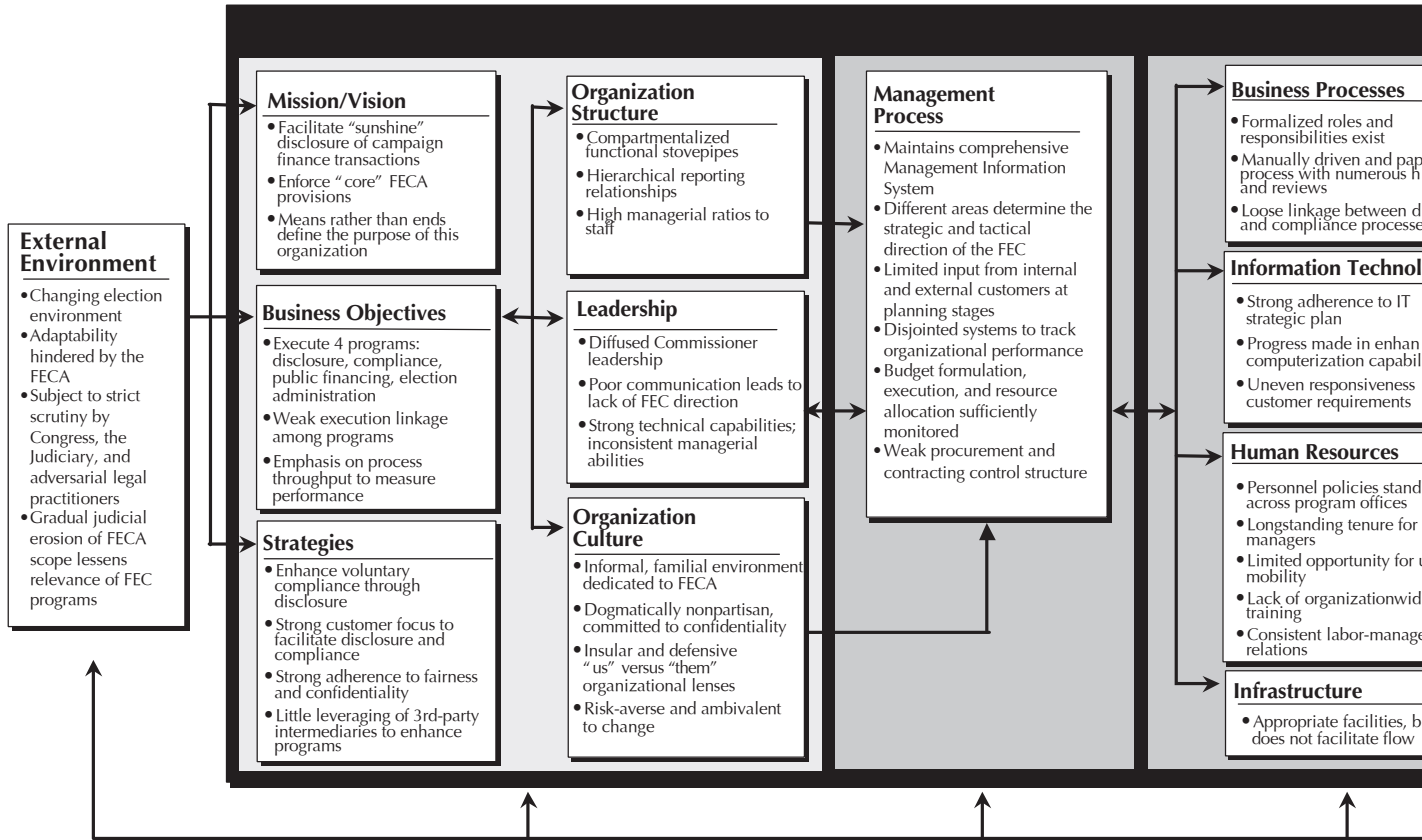 External
Environment
• Changing election
environment
• Adaptability
hindered by the
FECA
• Subject to strict
scrutiny by
Congress, the
Judiciary, and
adversarial legal
practitioners
• Gradual judicial
erosion of FECA
scope lessens
relevance of FEC
programs
Mission/Vision
• Facilitate “sunshine”
disclosure of campaign
finance transactions
• Enforce “core” FECA
provisions
• Means rather than ends
define the purpose of this
organization
Business Objectives
• Execute 4 programs:
disclosure, compliance,
public financing, election
administration
• Weak execution linkage
among programs
• Emphasis on process
throughput to measure
performance
Strategies
• Enhance voluntary
compliance through
disclosure
• Strong customer focus to
facilitate disclosure and
compliance
• Strong adherence to fairness
and confidentiality
• Little leveraging of 3rd-party
intermediaries to enhance
programs
Organization
Structure
• Compartmentalized
functional stovepipes
• Hierarchical reporting
relationships
• High managerial ratios to
staff
Leadership
• Diffused Commissioner
leadership
• Poor communication leads to
lack of FEC direction
• Strong technical capabilities;
inconsistent managerial
abilities
Organization
Culture
• Informal, familial environment
dedicated to FECA
• Dogmatically nonpartisan,
committed to confidentiality
• Insular and defensive
“us” versus “them”
organizational lenses
• Risk-averse and ambivalent
to change
Management
Process
• Maintains comprehensive
Management Information
System
• Different areas determine the
strategic and tactical
direction of the FEC
• Limited input from internal
and external customers at
planning stages
• Disjointed systems to track
organizational performance
• Budget formulation,
execution, and resource
allocation sufficiently
monitored
• Weak procurement and
contracting control structure
Business Processes
• Formalized roles and
responsibilities exist
• Manually driven and
process with numerous
and reviews
• Loose linkage between
and compliance
Information
• Strong adherence to IT
strategic plan
• Progress made in
computerization
• Uneven responsiveness
customer requirements
Human Resources
• Personnel policies
across program offices
• Longstanding tenure for
managers
• Limited opportunity for
mobility
• Lack of
training
• Consistent
relations
Infrastructure
• Appropriate facilities,
does not facilitate flow